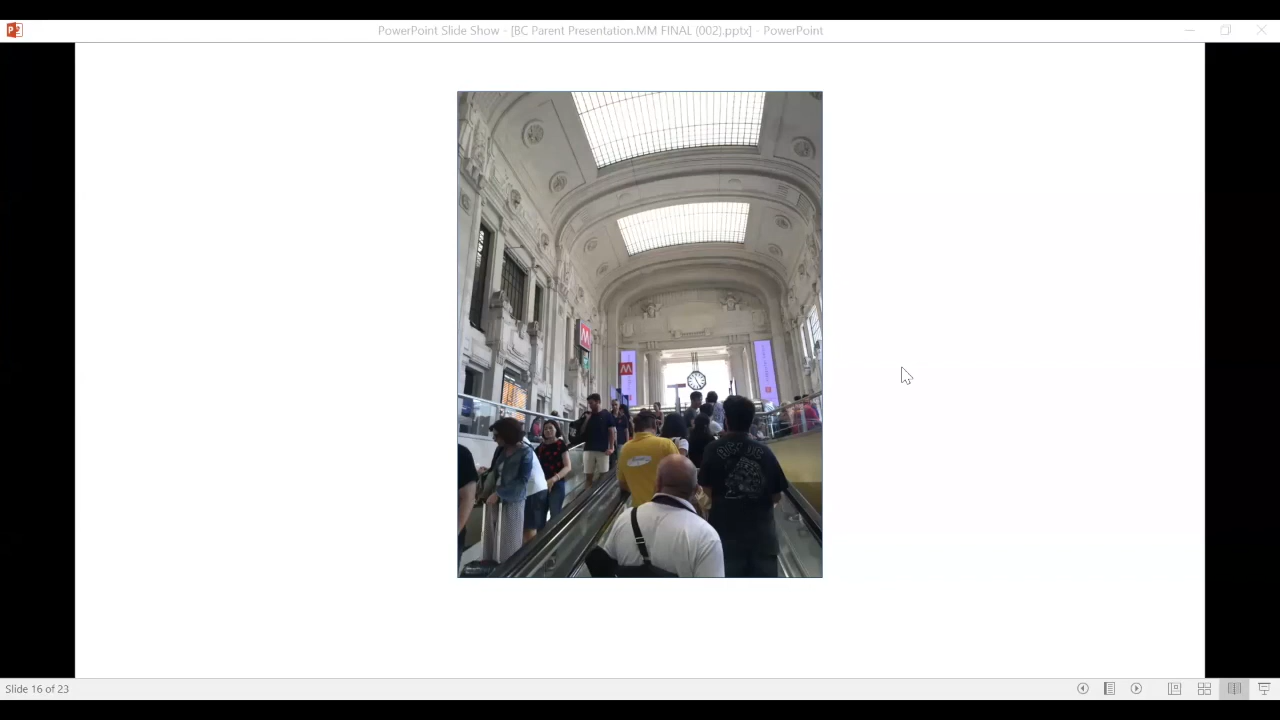 PowerPoint Slide Show - [BC Parent Presentation.MM FINAL (002).pptx] - PowerPoint
M
M
Slide 16 of 23